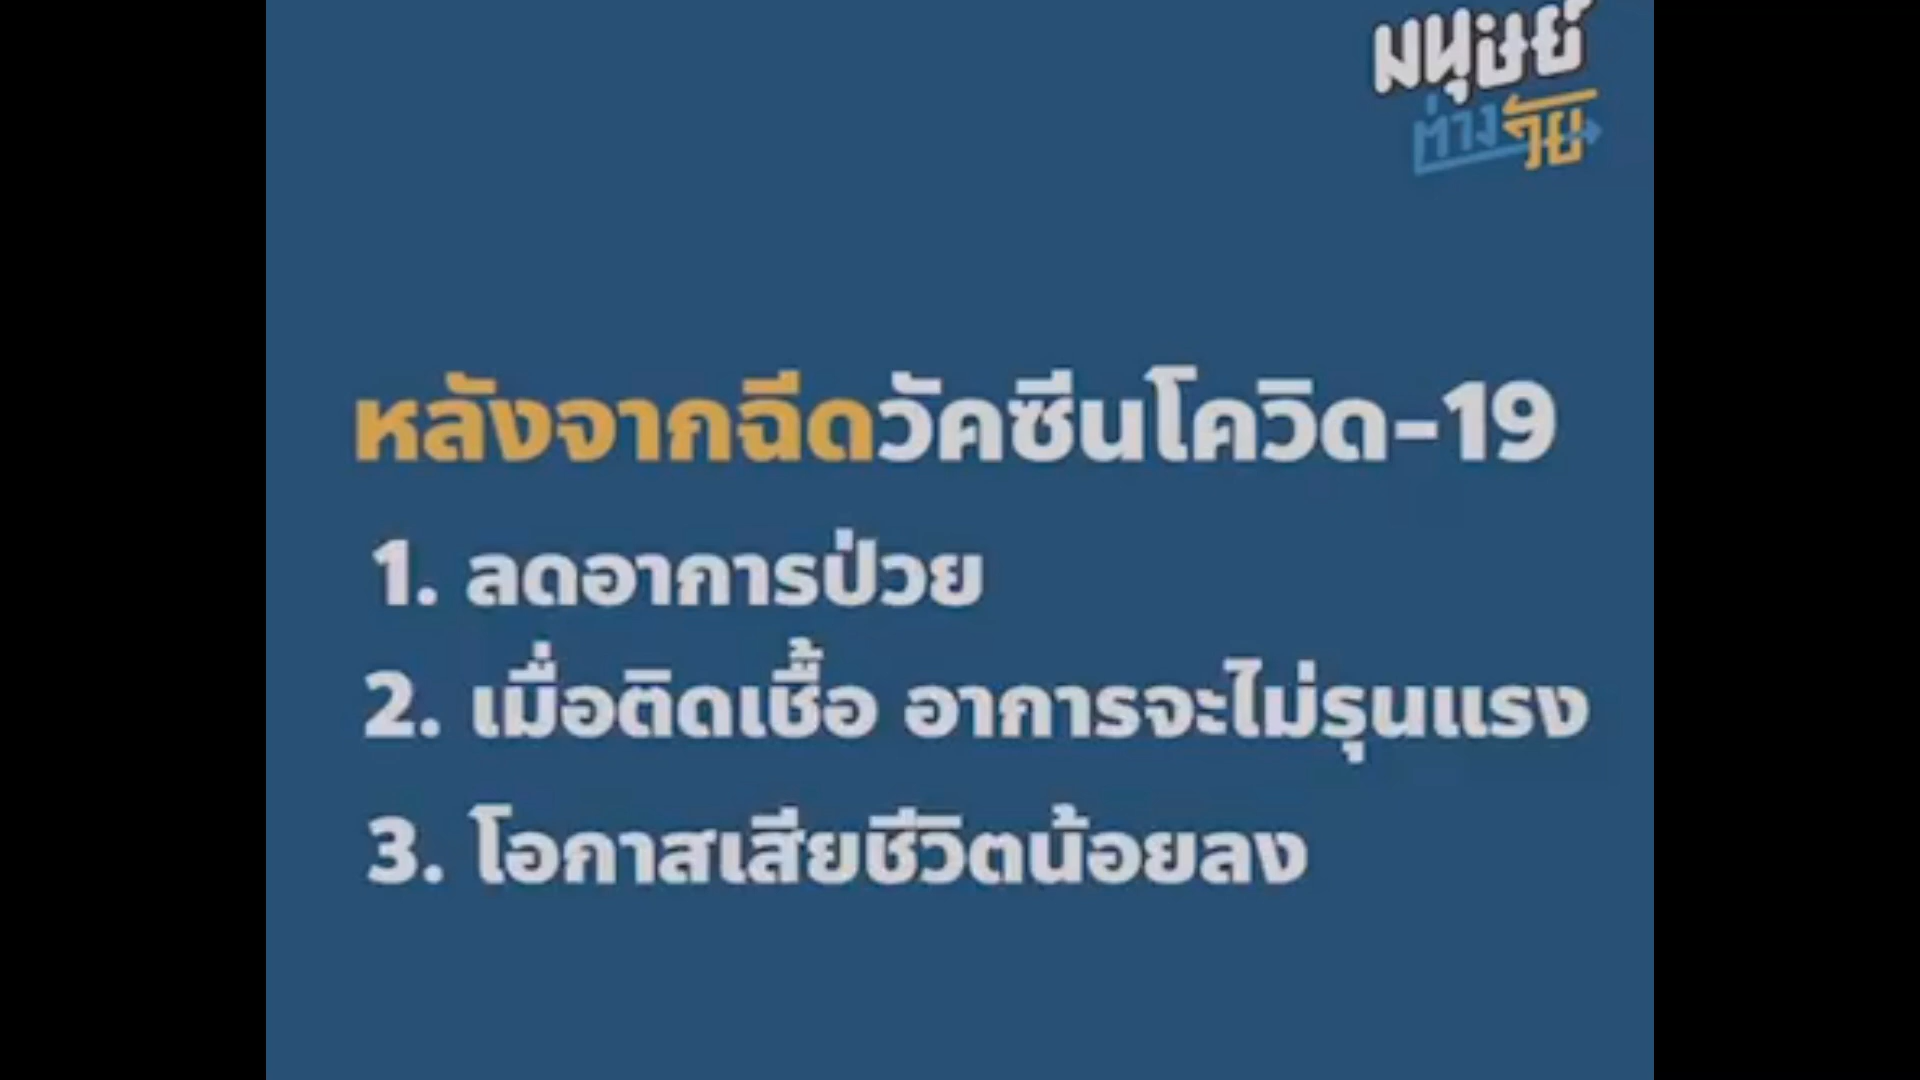 มนุษย์
ต่างวัย
หลังจากฉีดวัคซีนโควิด-19
1. ลดอาการป่วย
2. เมื่อติดเชื้อ อาการจะไม่รุนแรง
3. โอกาสเสียชีวิตน้อยลง